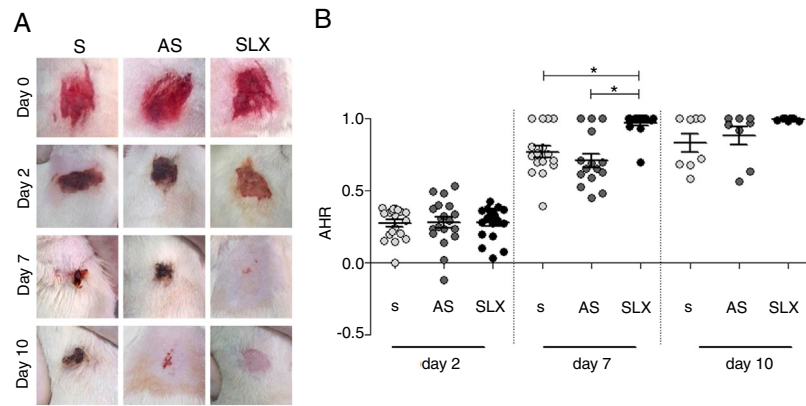 A
S AS SLX
Day 0
Day 2
Day 7
Day 10
B
* 
*
AHR
1.0
0.5
0.0
-0.5
s AS SLX s AS SLX s AS SLX
day 2 day 7 day 10